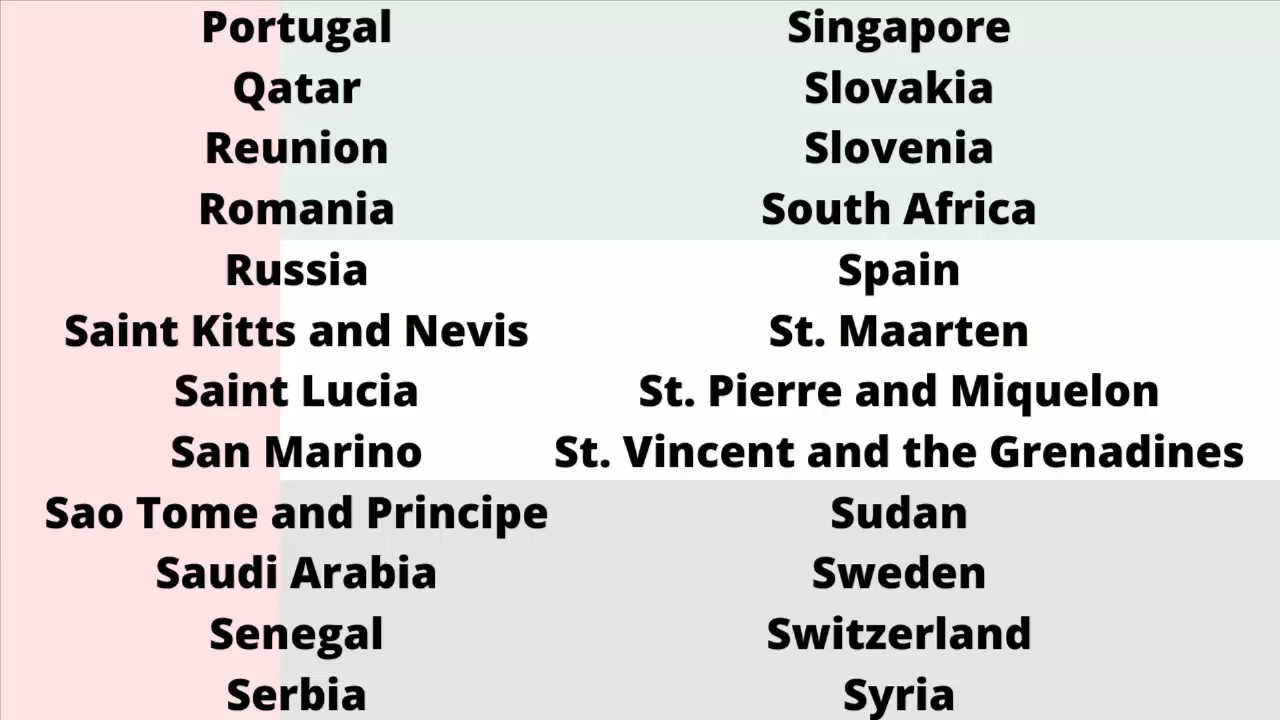 Portugal
Qatar
Reunion
Romania
Russia
Saint Kitts and Nevis
Saint Lucia
San Marino
Sao Tome and Principe
Saudi Arabia
Senegal
Serbia
Singapore
Slovakia
Slovenia
South Africa
Spain
St. Maarten
St. Pierre and Miquelon
St. Vincent and the Grenadines
Sudan
Sweden
Switzerland
Syria